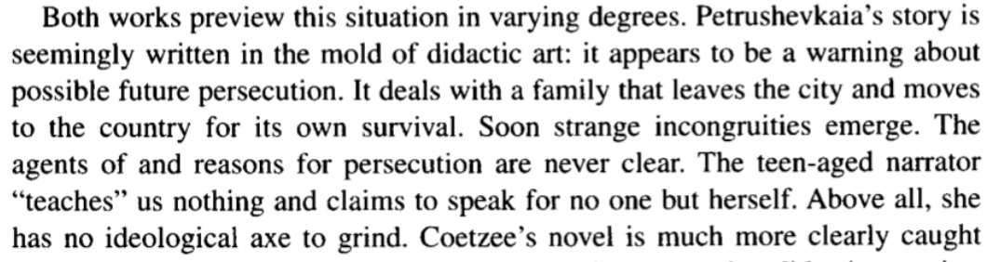 Both works preview this situation in varying degrees. Petrushevkaia's story is
seemingly written in the mold of didactic art: it appears to be a warning about
possible future persecution. It deals with a family that leaves the city and moves
to the country for its own survival. Soon strange incongruities emerge. The
agents of and reasons for persecution are never clear. The teen-aged narrator
“teaches” us nothing and claims to speak for no one but herself. Above all, she
has no ideological axe to grind. Coetzee's novel is much more clearly caught